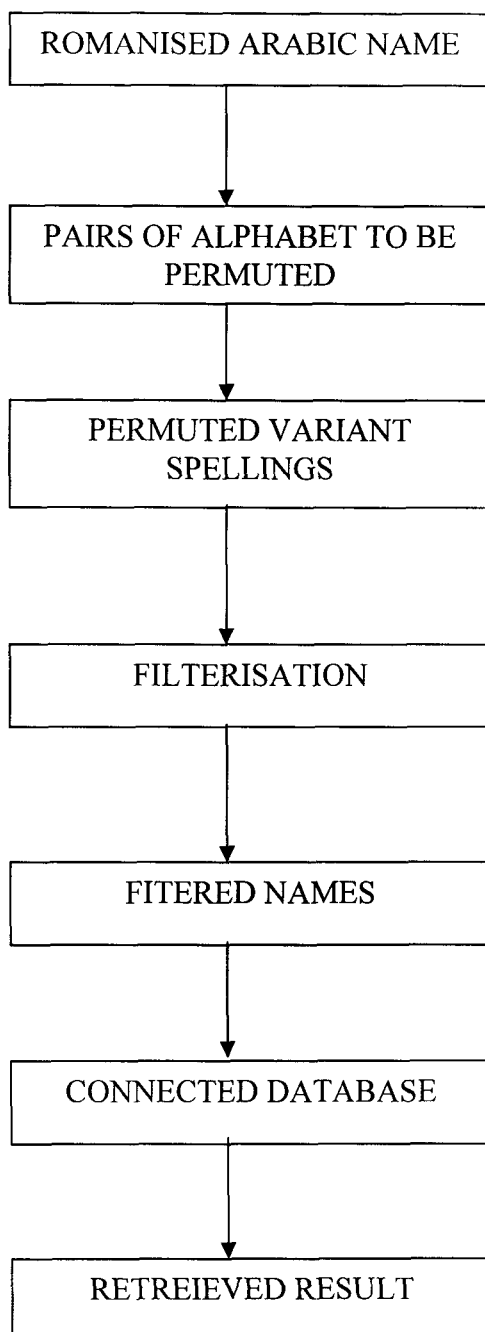 ROMANISED ARABIC NAME
PAIRS OF ALPHABET TO BE
PERMUTED
PERMUTED VARIANT
SPELLINGS
FILTERISATION
FITERED NAMES
CONNECTED DATABASE
RETREIEVED RESULT